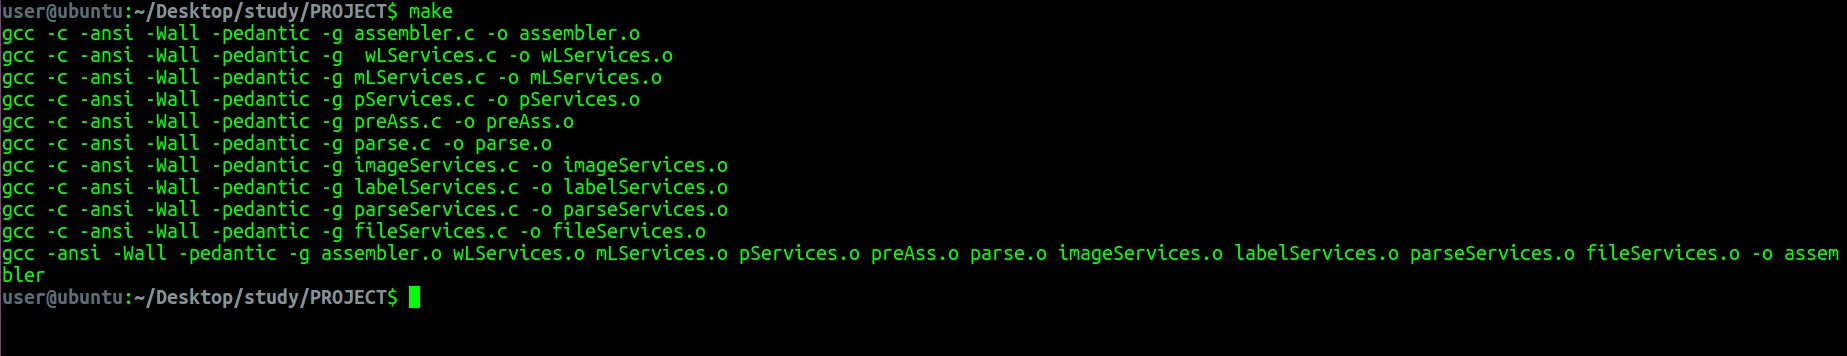 user@ubuntu:~/Desktop/study/PROJECT$ make
gcc -c -ansi -Wall -pedantic -g assembler.c -o assembler.o
gcc -c -ansi -Wall -pedantic -g  wLServices.c -o wLServices.o
gcc -c -ansi -Wall -pedantic -g mLServices.c -o mLServices.o
gcc -c -ansi -Wall -pedantic -g pServices.c -o pServices.o
gcc -c -ansi -Wall -pedantic -g preAss.c -o preAss.o
gcc -c -ansi -Wall -pedantic -g parse.c -o parse.o
gcc -c -ansi -Wall -pedantic -g imageServices.c -o imageServices.o
gcc -c -ansi -Wall -pedantic -g labelServices.c -o labelServices.o
gcc -c -ansi -Wall -pedantic -g parseServices.c -o parseServices.o
gcc -c -ansi -Wall -pedantic -g fileServices.c -o fileServices.o
gcc -ansi -Wall -pedantic -g assembler.o wLServices.o mLServices.o pServices.o preAss.o parse.o imageServices.o labelServices.o parseServices.o fileServices.o -o assem
bler
user@ubuntu:~/Desktop/study/PROJECT$